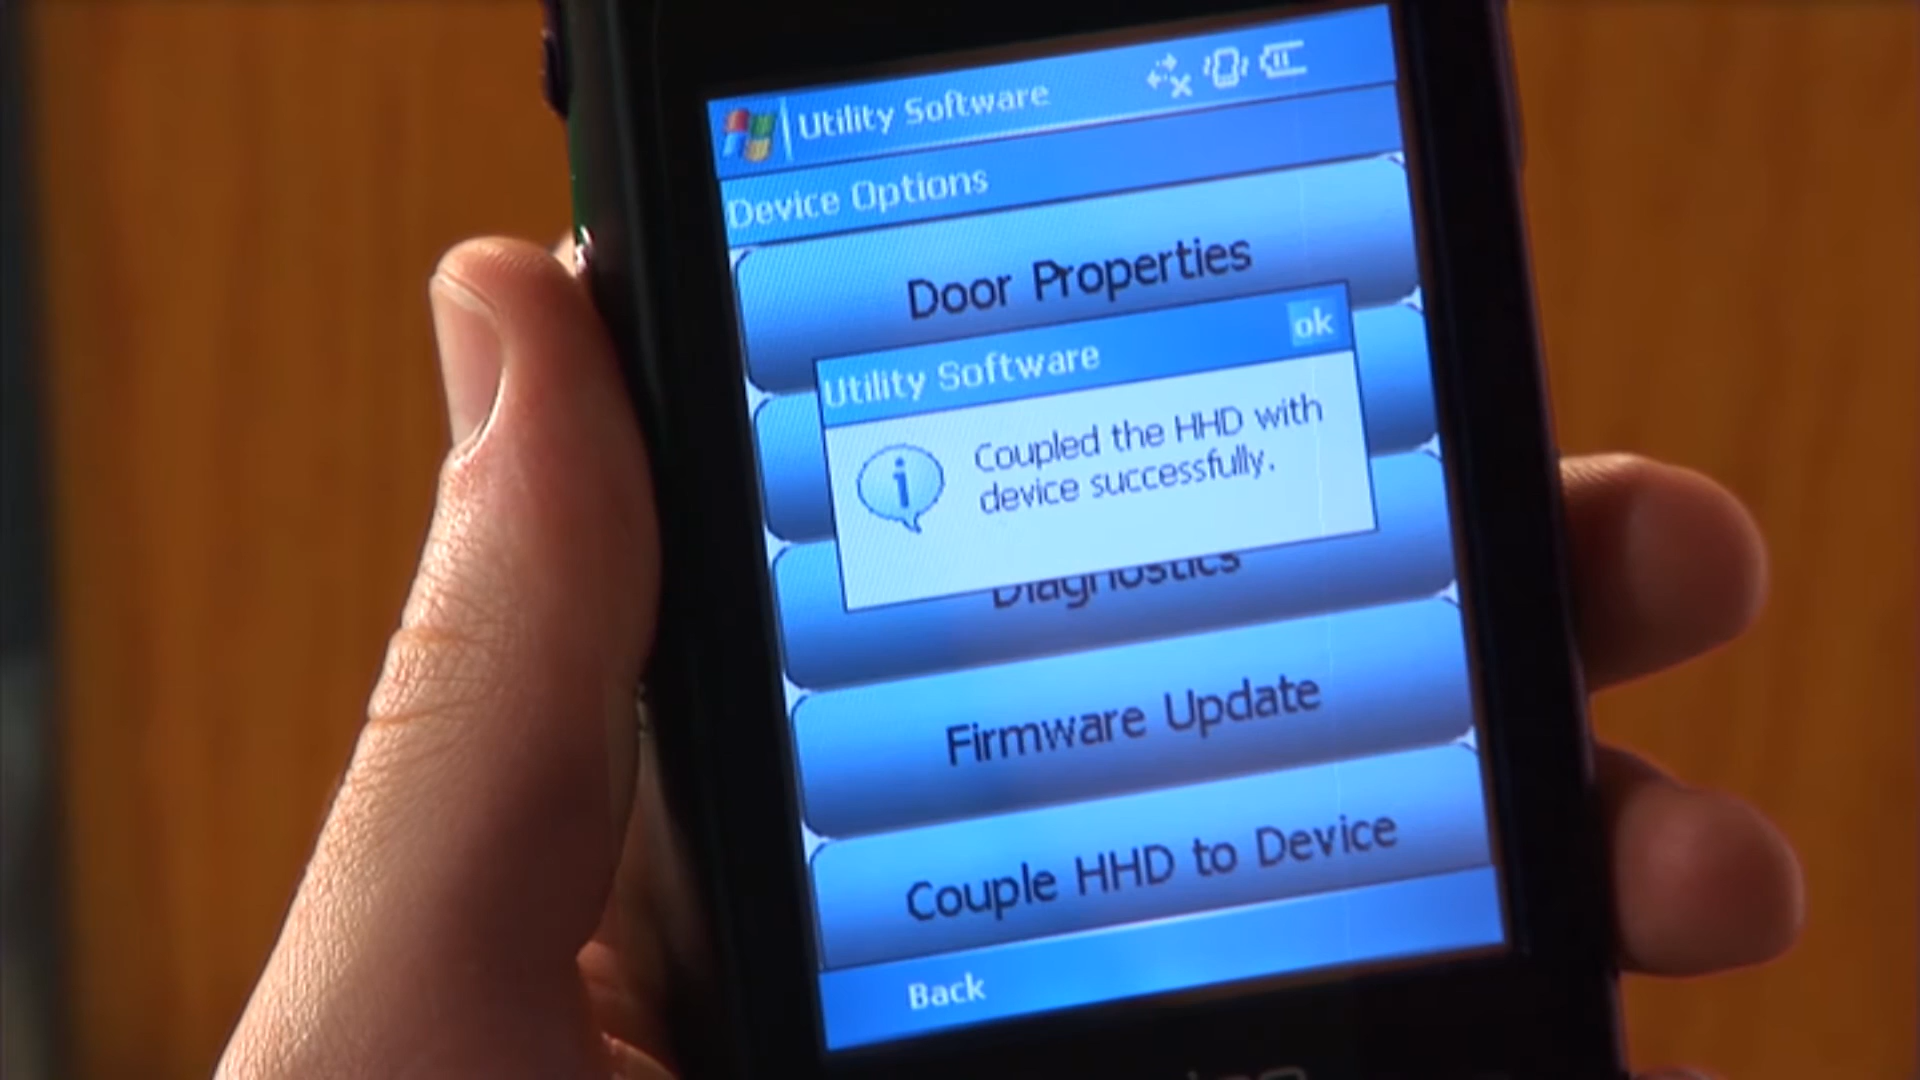 Utility Software
Device Options
Door Properties
Utility Software
ok
Coupled the HHD with
device successfully.
Diagnostics
Firmware Update
Couple HHD to Device
Back